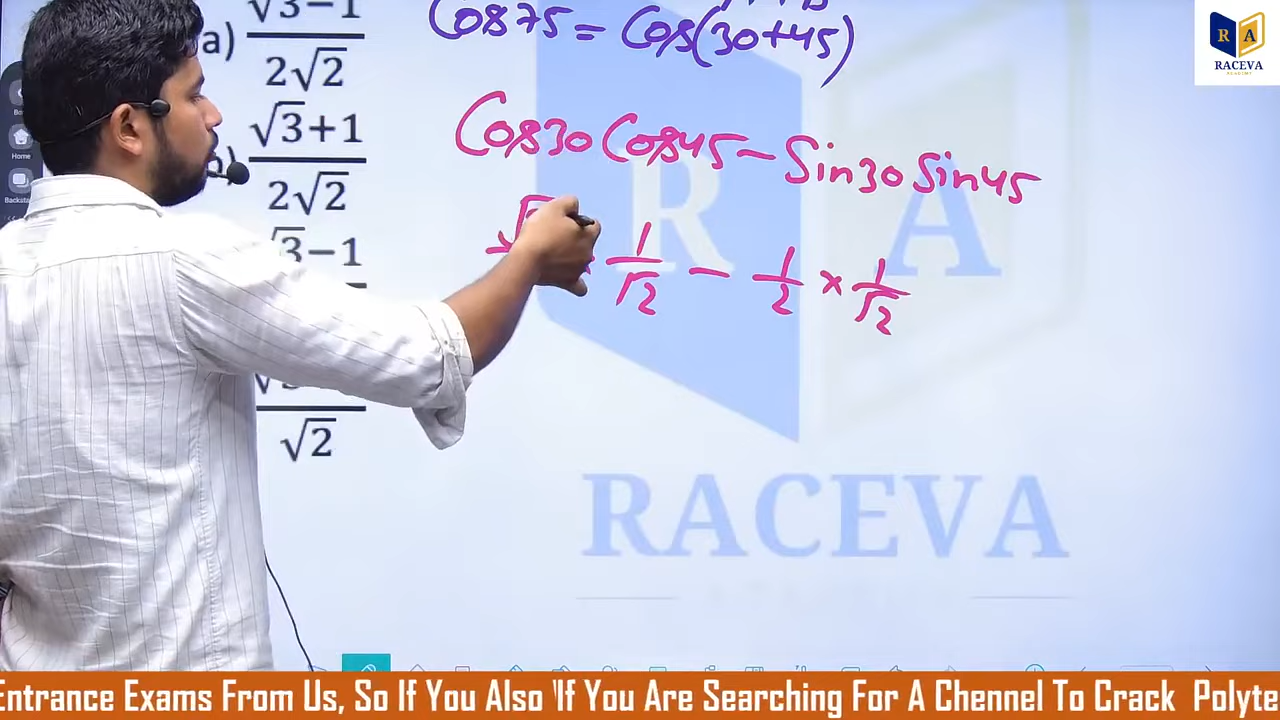 √3−1
a)
2√2
Cos75 = Cos(30+45)
√3+1
2√2
Cos30 Cos45 − Sin30 Sin45
√3−1
1/√2 − 1/2 × 1/√2
√2
R A
RACEVA
ACADEMY
R A
RACEVA
Home
Entrance Exams From Us, So If You Also 'If You Are Searching For A Chennel To Crack Polyte